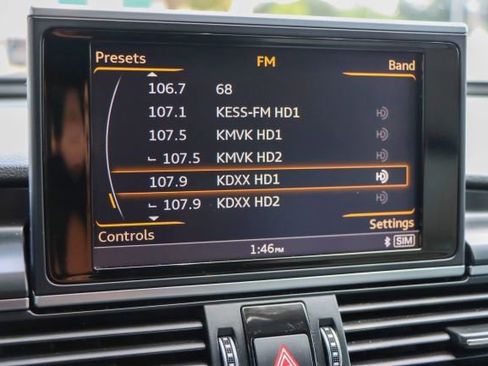 Presets FM Band
106.7 68
107.1 KESS-FM HD1
107.5 KMVK HD1
107.5 KMVK HD2
107.9 KDXX HD1
107.9 KDXX HD2
Controls Settings
1:46PM SIM